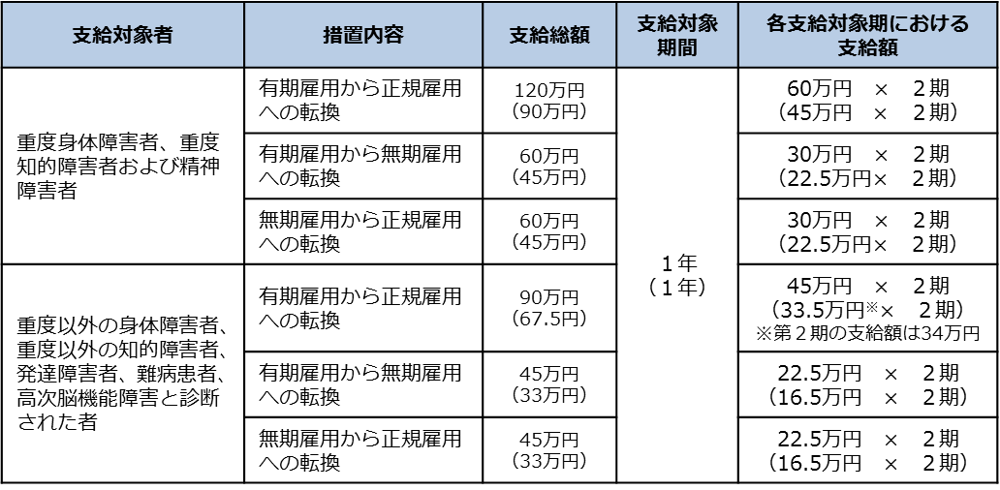 支給対象者
措置内容
支給総額
支給対象
期間
各支給対象期における
支給額
重度身体障害者、重度
知的障害者および精神
障害者
有期雇用から正規雇用
への転換
120万円
(90万円)
１年
（１年）
60万円　×　２期
（45万円　×　２期）
有期雇用から無期雇用
への転換
60万円
(45万円)
30万円　×　２期
（22.5万円×　２期）
無期雇用から正規雇用
への転換
60万円
(45万円)
30万円　×　２期
（22.5万円×　２期）
重度以外の身体障害者、
重度以外の知的障害者、
発達障害者、難病患者、
高次脳機能障害と診断
された者
有期雇用から正規雇用
への転換
90万円
(67.5円)
45万円　×　２期
（33.5万円※×　２期）
※第２期の支給額は34万円
有期雇用から無期雇用
への転換
45万円
(33万円)
22.5万円　×　２期
（16.5万円　×　２期）
無期雇用から正規雇用
への転換
45万円
(33万円)
22.5万円　×　２期
（16.5万円　×　２期）